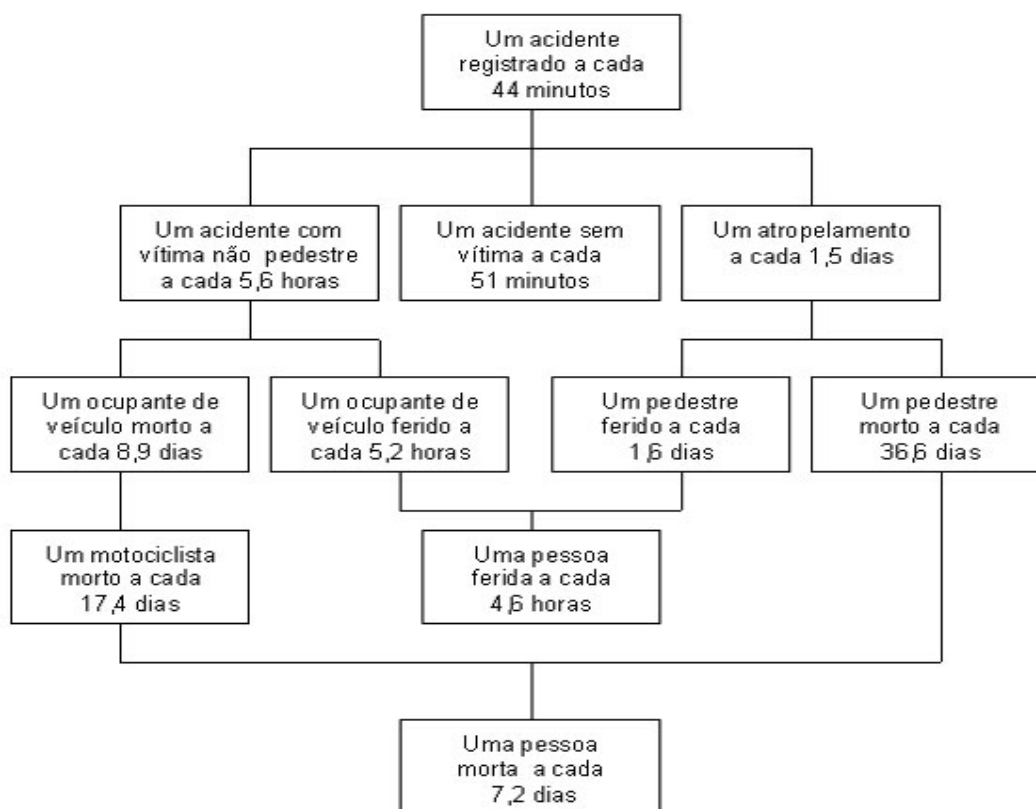 Um acidente
registrado a cada
44 minutos
Um acidente com
vítima não pedestre
a cada 5,6 horas
Um acidente sem
vítima a cada
51 minutos
Um atropelamento
a cada 1,5 dias
Um ocupante de
veículo morto a
cada 8,9 dias
Um ocupante de
veículo ferido a
cada 5,2 horas
Um pedestre
ferido a cada
1,6 dias
Um pedestre
morto a cada
36,6 dias
Um motociclista
morto a cada
17,4 dias
Uma pessoa
ferida a cada
4,6 horas
Uma pessoa
morta a cada
7,2 dias